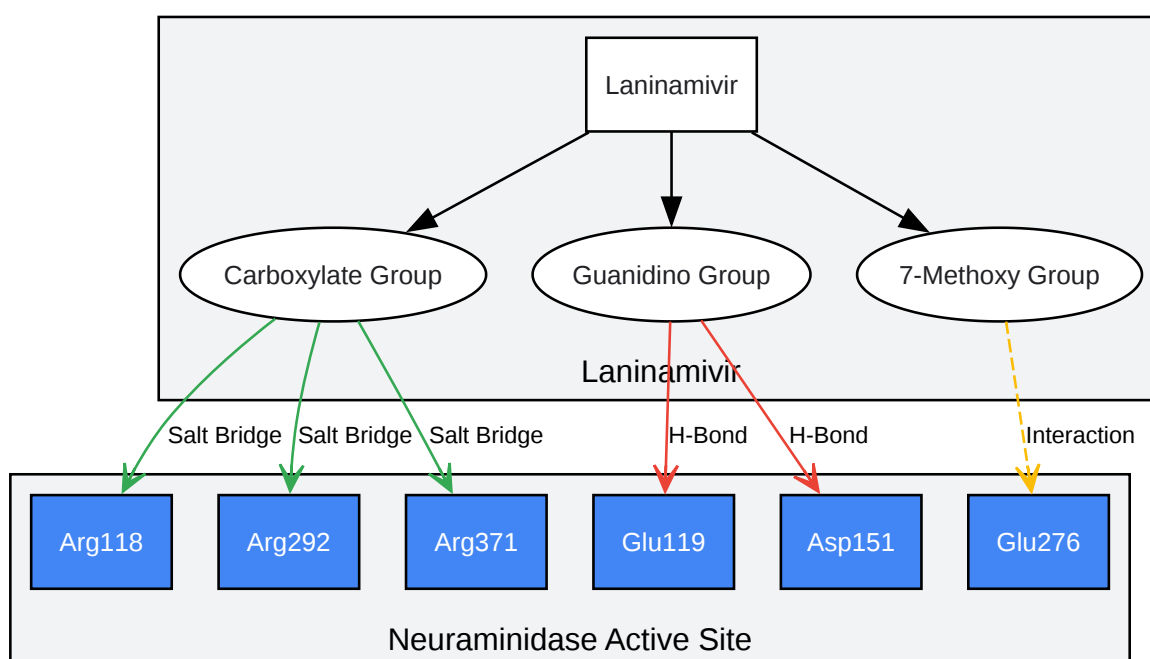 Laninamivir
Carboxylate Group
Guanidino Group
7-Methoxy Group
Laninamivir
Salt Bridge
Salt Bridge
Salt Bridge
H-Bond
H-Bond
Interaction
Arg118
Arg292
Arg371
Glu119
Asp151
Glu276
Neuraminidase Active Site